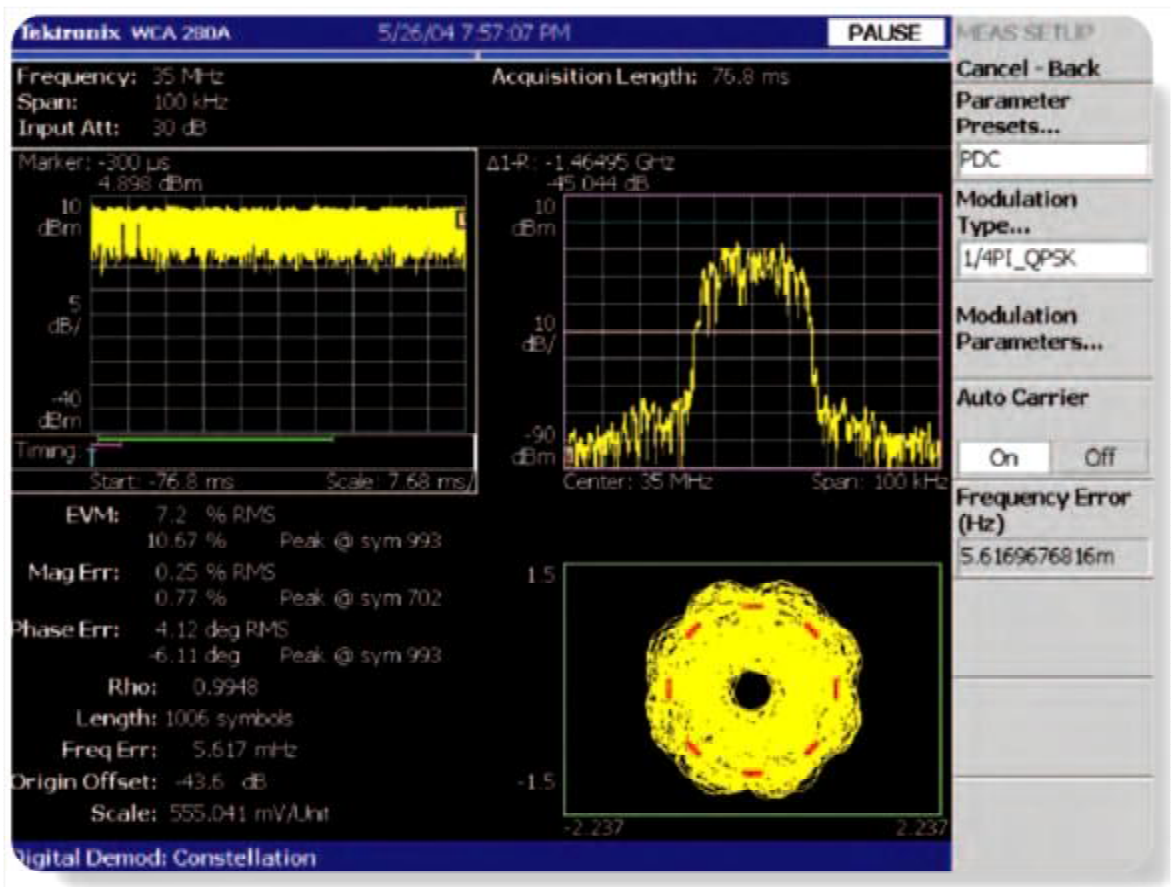 Tektronix WCA 280A 5/26/04 7:57:07 PM PAUSE
Frequency: 35 MHz
Span: 100 kHz
Input Att: 30 dB
Acquisition Length: 76.8 ms
Marker: -300 µs
4.898 dBm
10
dBm
5
dB/
-40
dBm
Timing:
Start: -76.8 ms Scale: 7.68 ms/
Δ1-R: -1.46495 GHz
-45.044 dB
10
dBm
10
dB/
-90
dBm
Center: 35 MHz Span: 100 kHz
EVM: 7.2 % RMS
10.67 % Peak @ sym 993
Mag Err: 0.25 % RMS
0.77 % Peak @ sym 702
Phase Err: 4.12 deg RMS
-6.11 deg Peak @ sym 993
Rho: 0.9948
Length: 1006 symbols
Freq Err: 5.617 mHz
Origin Offset: -43.6 dB
Scale: 555.041 mV/Unit
1.5
-1.5
-2.237 2.237
Digital Demod: Constellation
MEAS SETUP
Cancel - Back
Parameter
Presets...
PDC
Modulation
Type...
1/4PI_QPSK
Modulation
Parameters...
Auto Carrier
On Off
Frequency Error
(Hz)
5.6169676816m